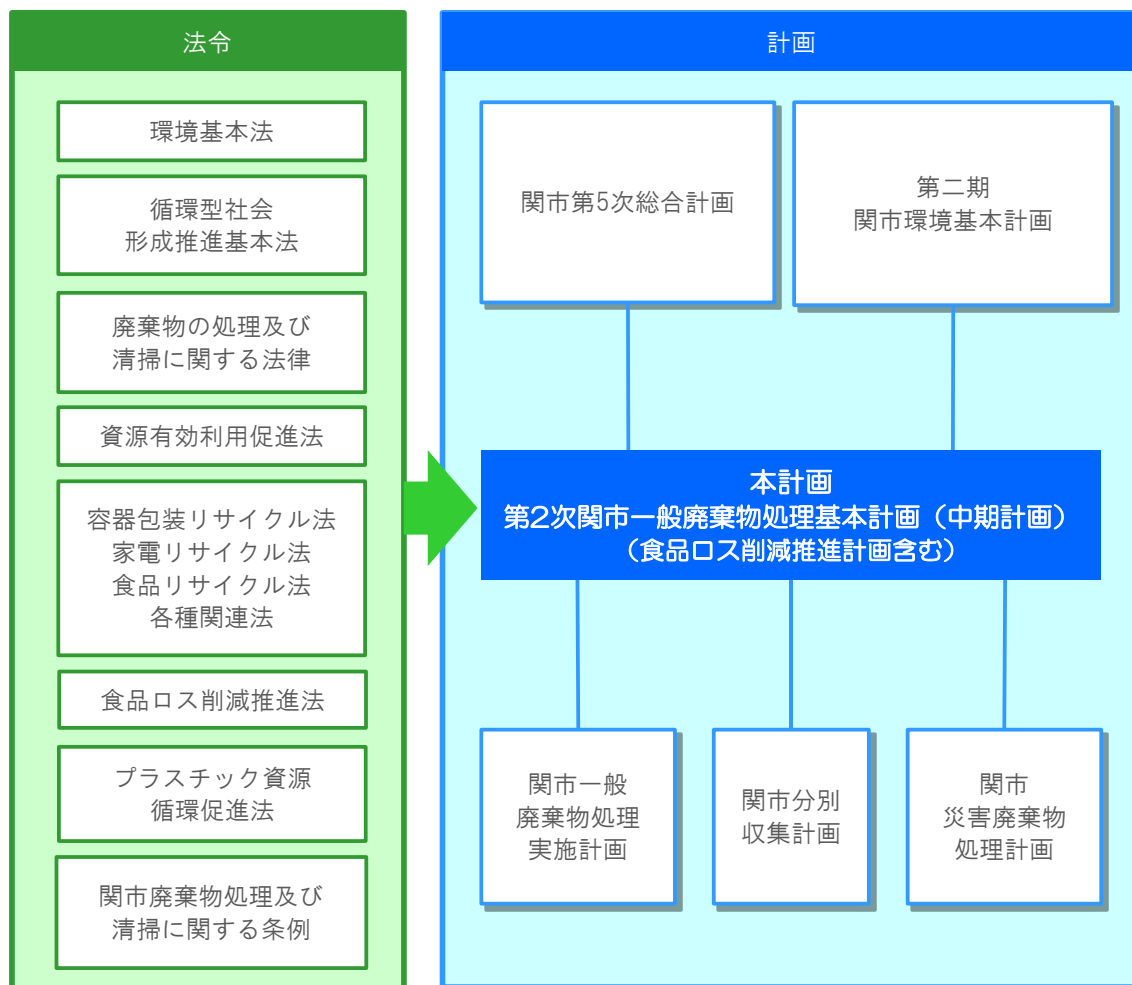 法令
環境基本法
循環型社会
形成推進基本法
廃棄物の処理及び
清掃に関する法律
資源有効利用促進法
容器包装リサイクル法
家電リサイクル法
食品リサイクル法
各種関連法
食品ロス削減推進法
プラスチック資源
循環促進法
関市廃棄物処理及び
清掃に関する条例
計画
関市第5次総合計画
第二期
関市環境基本計画
本計画
第2次関市一般廃棄物処理基本計画（中期計画）
（食品ロス削減推進計画含む）
関市一般
廃棄物処理
実施計画
関市分別
収集計画
関市
災害廃棄物
処理計画